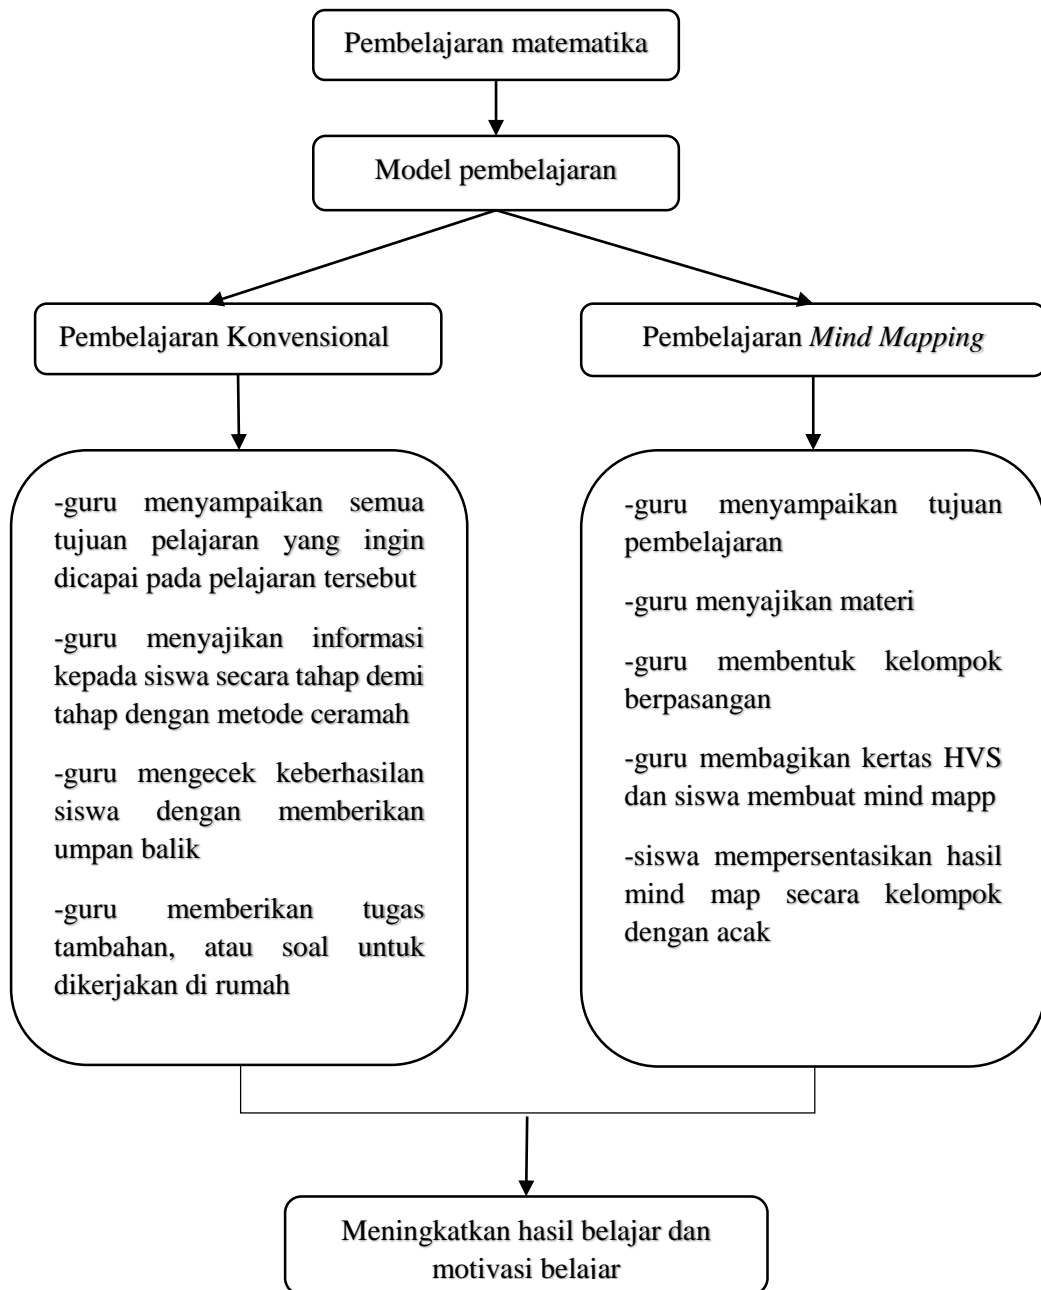 Pembelajaran matematika
Model pembelajaran
Pembelajaran Konvensional
Pembelajaran Mind Mapping
-guru menyampaikan semua
tujuan pelajaran yang ingin
dicapai pada pelajaran tersebut
-guru menyajikan informasi
kepada siswa secara tahap demi
tahap dengan metode ceramah
-guru mengecek keberhasilan
siswa dengan memberikan
umpan balik
-guru memberikan tugas
tambahan, atau soal untuk
dikerjakan di rumah
-guru menyampaikan tujuan
pembelajaran
-guru menyajikan materi
-guru membentuk kelompok
berpasangan
-guru membagikan kertas HVS
dan siswa membuat mind mapp
-siswa mempersentasikan hasil
mind map secara kelompok
dengan acak
Meningkatkan hasil belajar dan
motivasi belajar